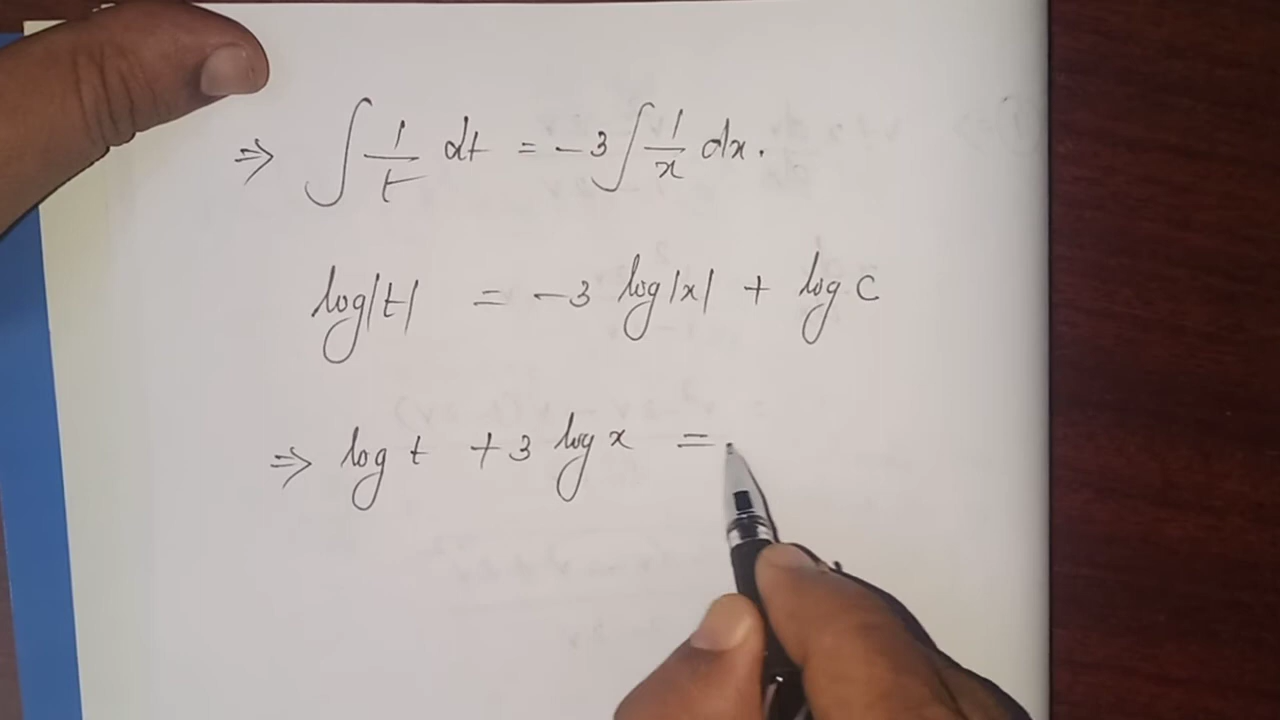 ⇒ ∫ 1/t dt = -3 ∫ 1/x dx.
log|t| = -3 log|x| + log c
⇒ log t + 3 log x =